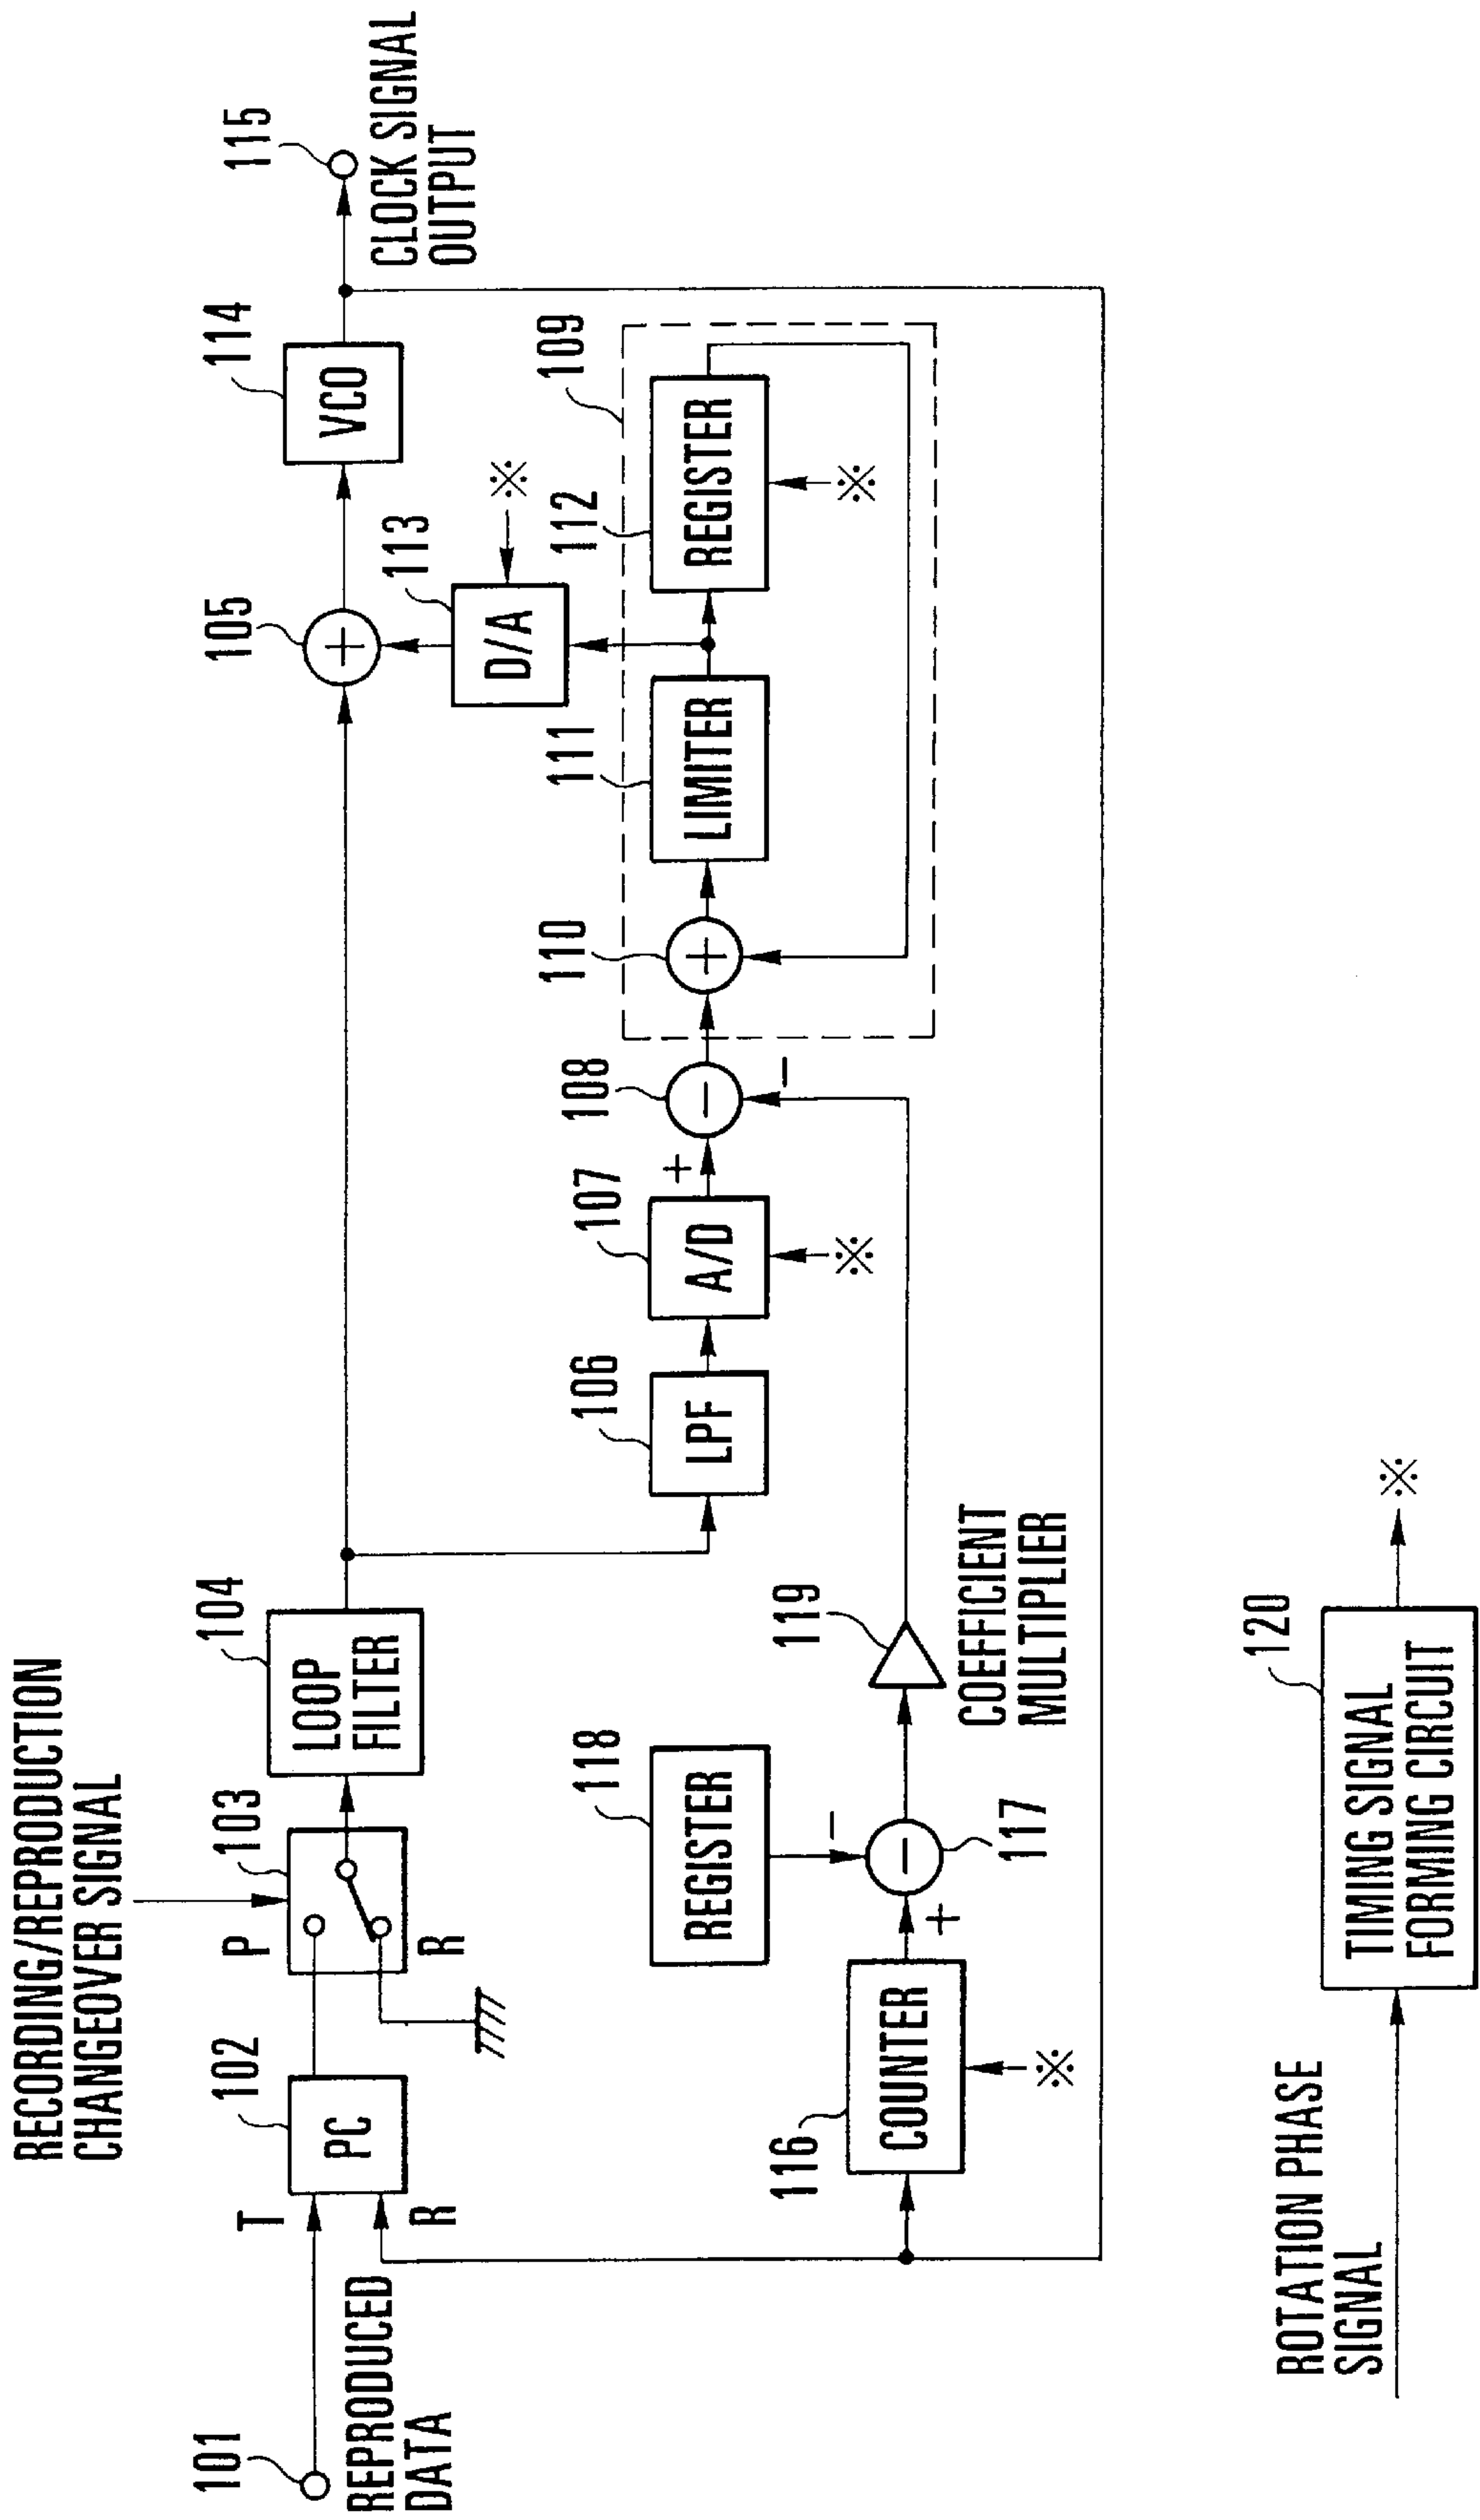 RECORDING/REPRODUCTION
CHANGEOVER SIGNAL
101
REPRODUCED
DATA
T
R
102
PC
103
P
R
104
LOOP
FILTER
105
+
114
VCO
115
CLOCK SIGNAL
OUTPUT
106
LPF
107
A/D
※
+
108
−
−
109
110
+
111
LIMITER
112
REGISTER
※
113
D/A
※
116
COUNTER
※
+
117
−
−
118
REGISTER
119
COEFFICIENT
MULTIPLIER
ROTATION PHASE
SIGNAL
120
TIMING SIGNAL
FORMING CIRCUIT
※